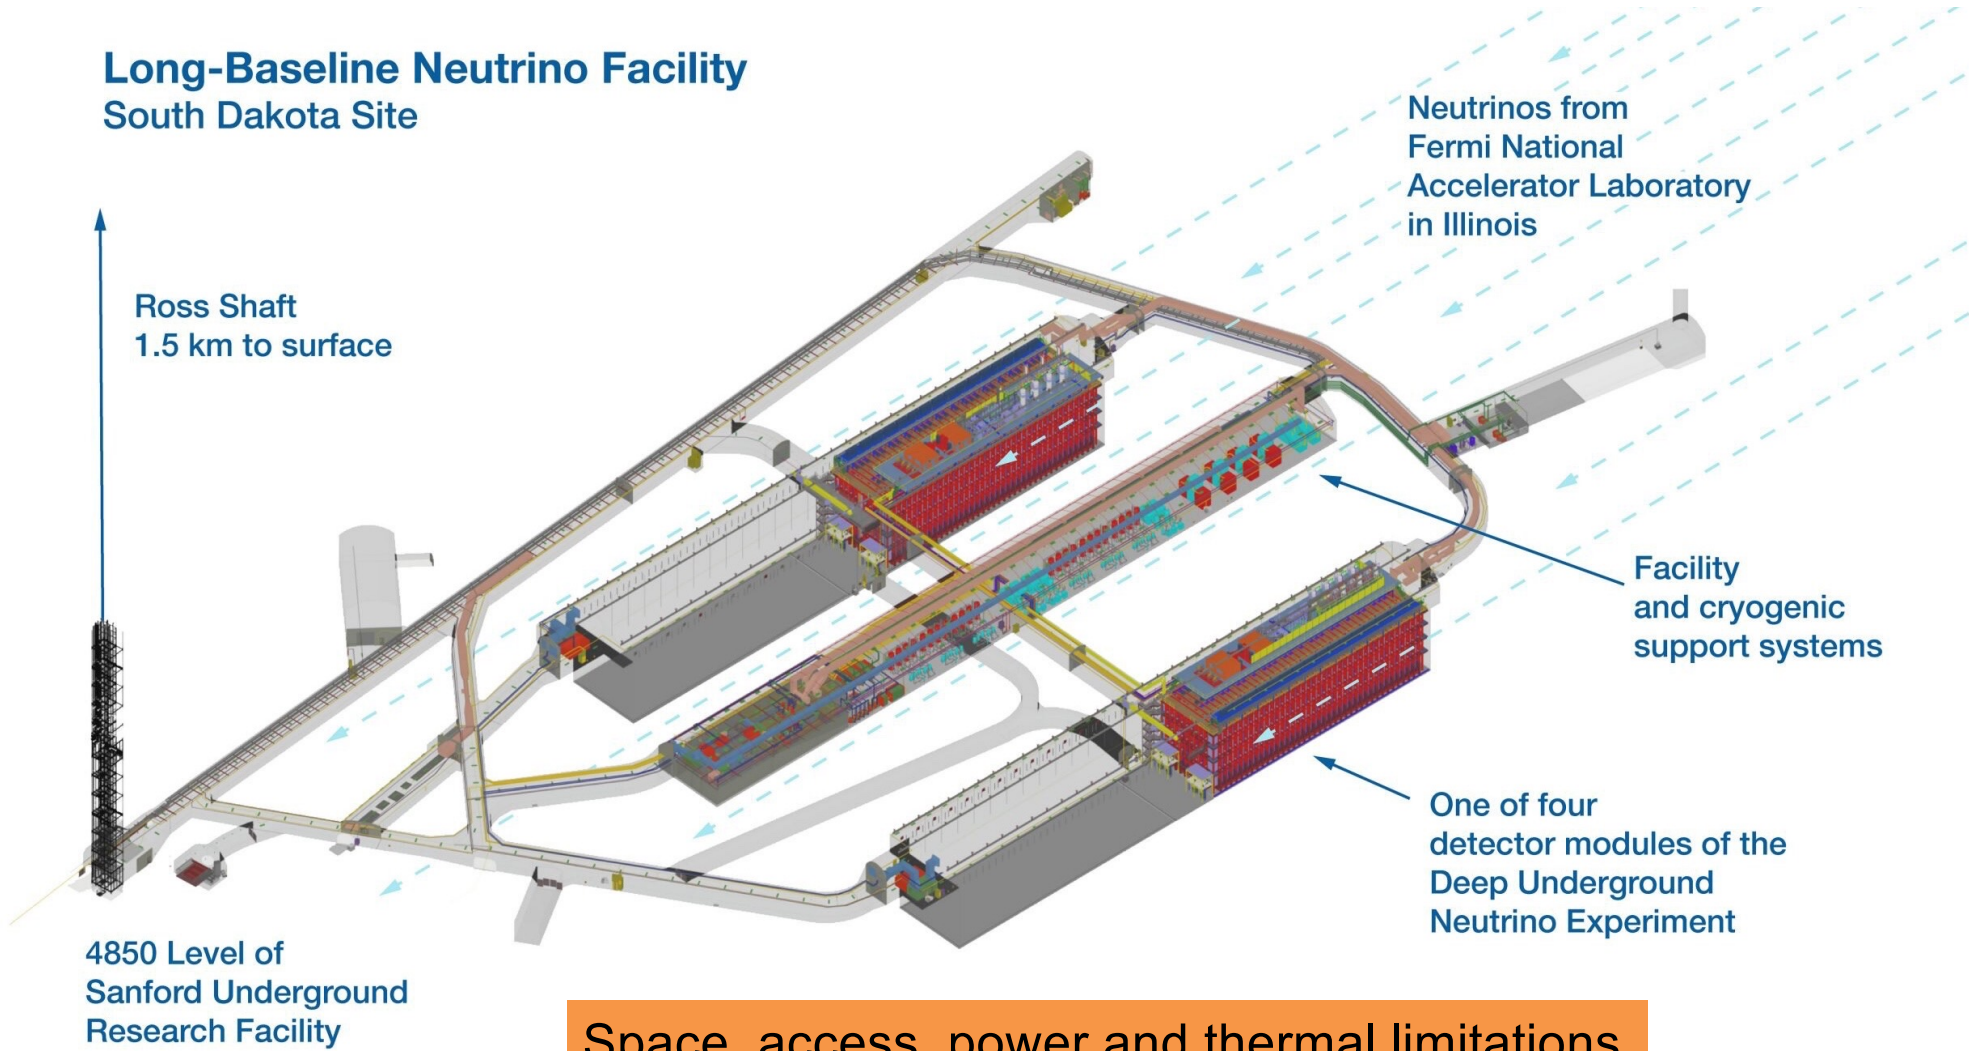 Long-Baseline Neutrino Facility
South Dakota Site
Neutrinos from
Fermi National
Accelerator Laboratory
in Illinois
Ross Shaft
1.5 km to surface
Facility
and cryogenic
support systems
One of four
detector modules of the
Deep Underground
Neutrino Experiment
4850 Level of
Sanford Underground
Research Facility
Space, access, power and thermal limitations